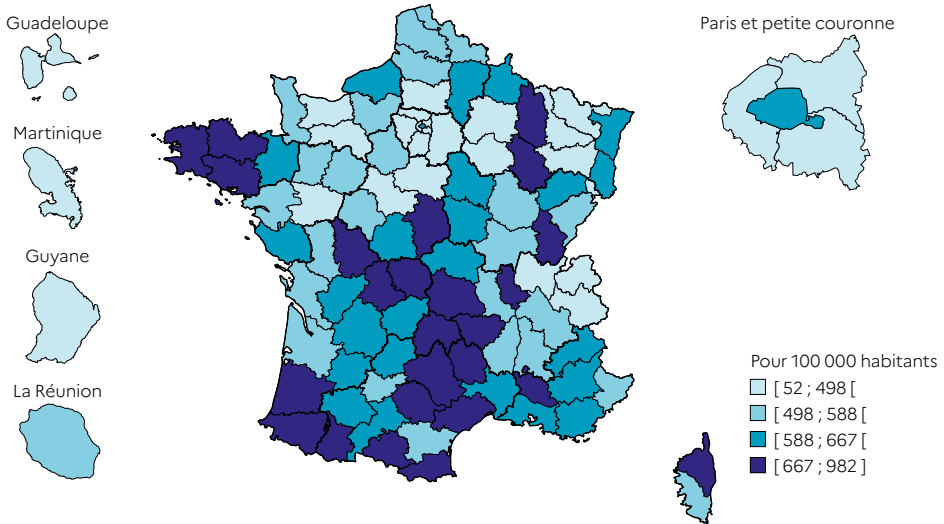 Guadeloupe
Martinique
Guyane
La Réunion
Paris et petite couronne
Pour 100 000 habitants
[ 52 ; 498 [
[ 498 ; 588 [
[ 588 ; 667 [
[ 667 ; 982 ]